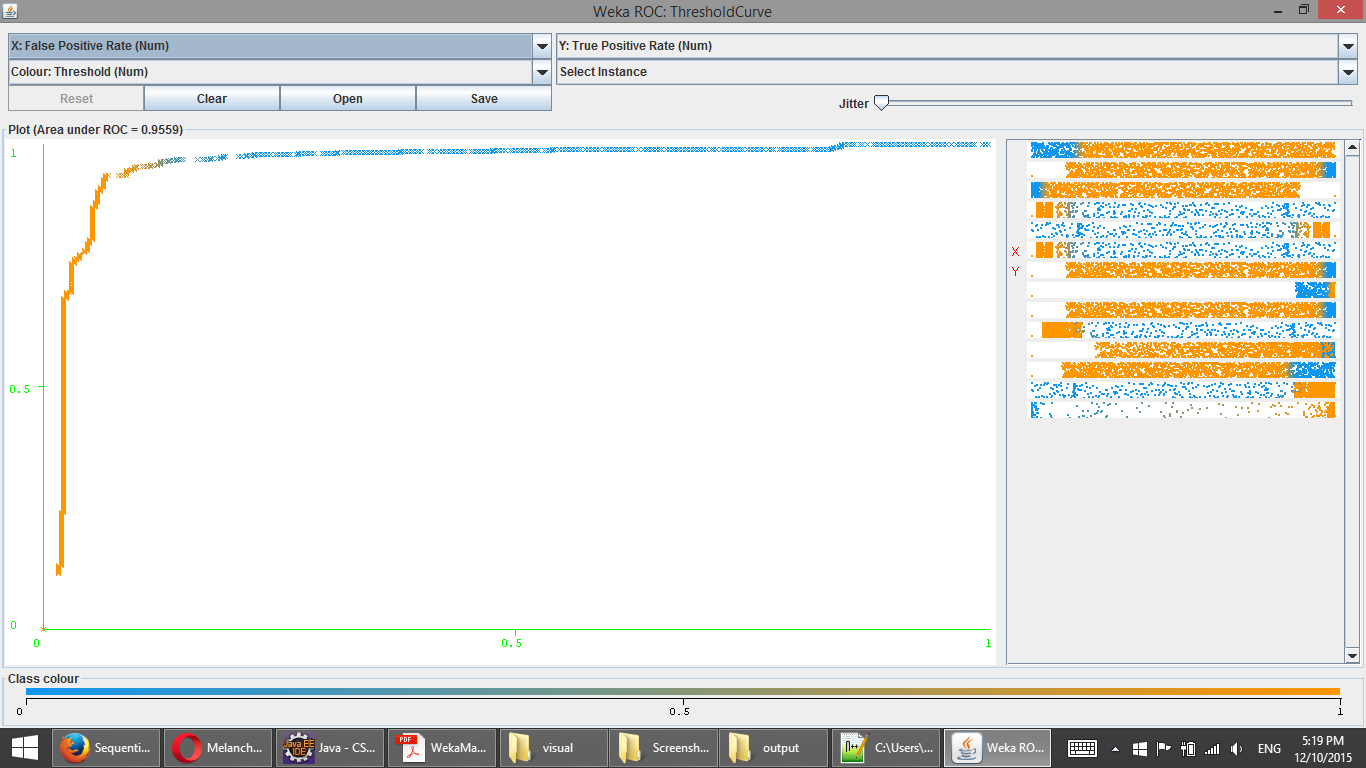 Weka ROC: ThresholdCurve
X: False Positive Rate (Num)
Y: True Positive Rate (Num)
Colour: Threshold (Num)
Select Instance
Reset
Clear
Open
Save
Jitter
Plot (Area under ROC = 0.9559)
1
0.5
0
0
0.5
1
X
Y
Class colour
0
0.5
1
Sequenti...
Melanch...
Java EE
IDE
Java - CS...
PDF
WekaMa...
visual
Screensh...
output
C:\Users\...
Weka RO...
ENG
5:19 PM
12/10/2015